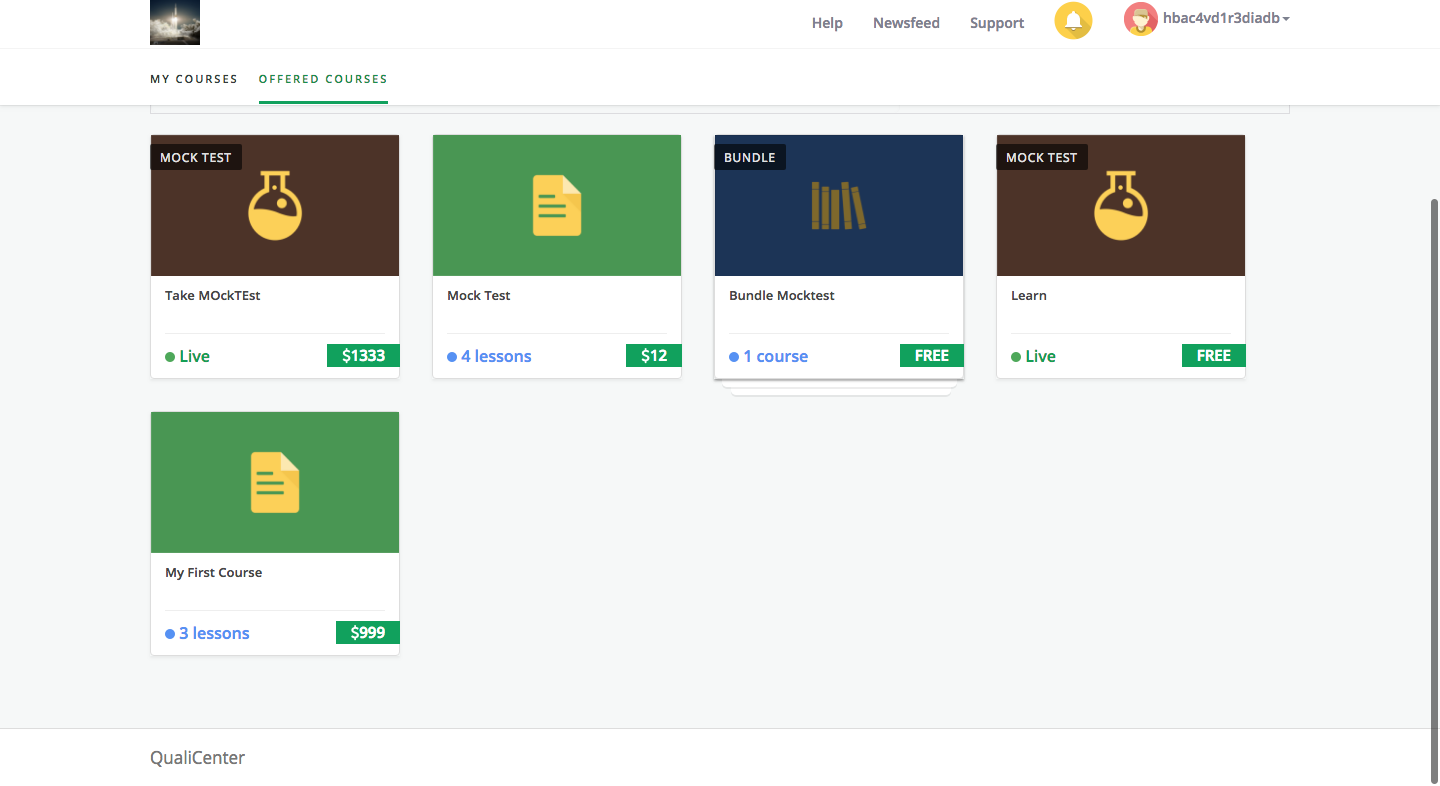 Help Newsfeed Support hbac4vd1r3diadb
MY COURSES OFFERED COURSES
MOCK TEST
Take MOckTEst
Live $1333
Mock Test
4 lessons $12
BUNDLE
Bundle Mocktest
1 course FREE
MOCK TEST
Learn
Live FREE
My First Course
3 lessons $999
QualiCenter